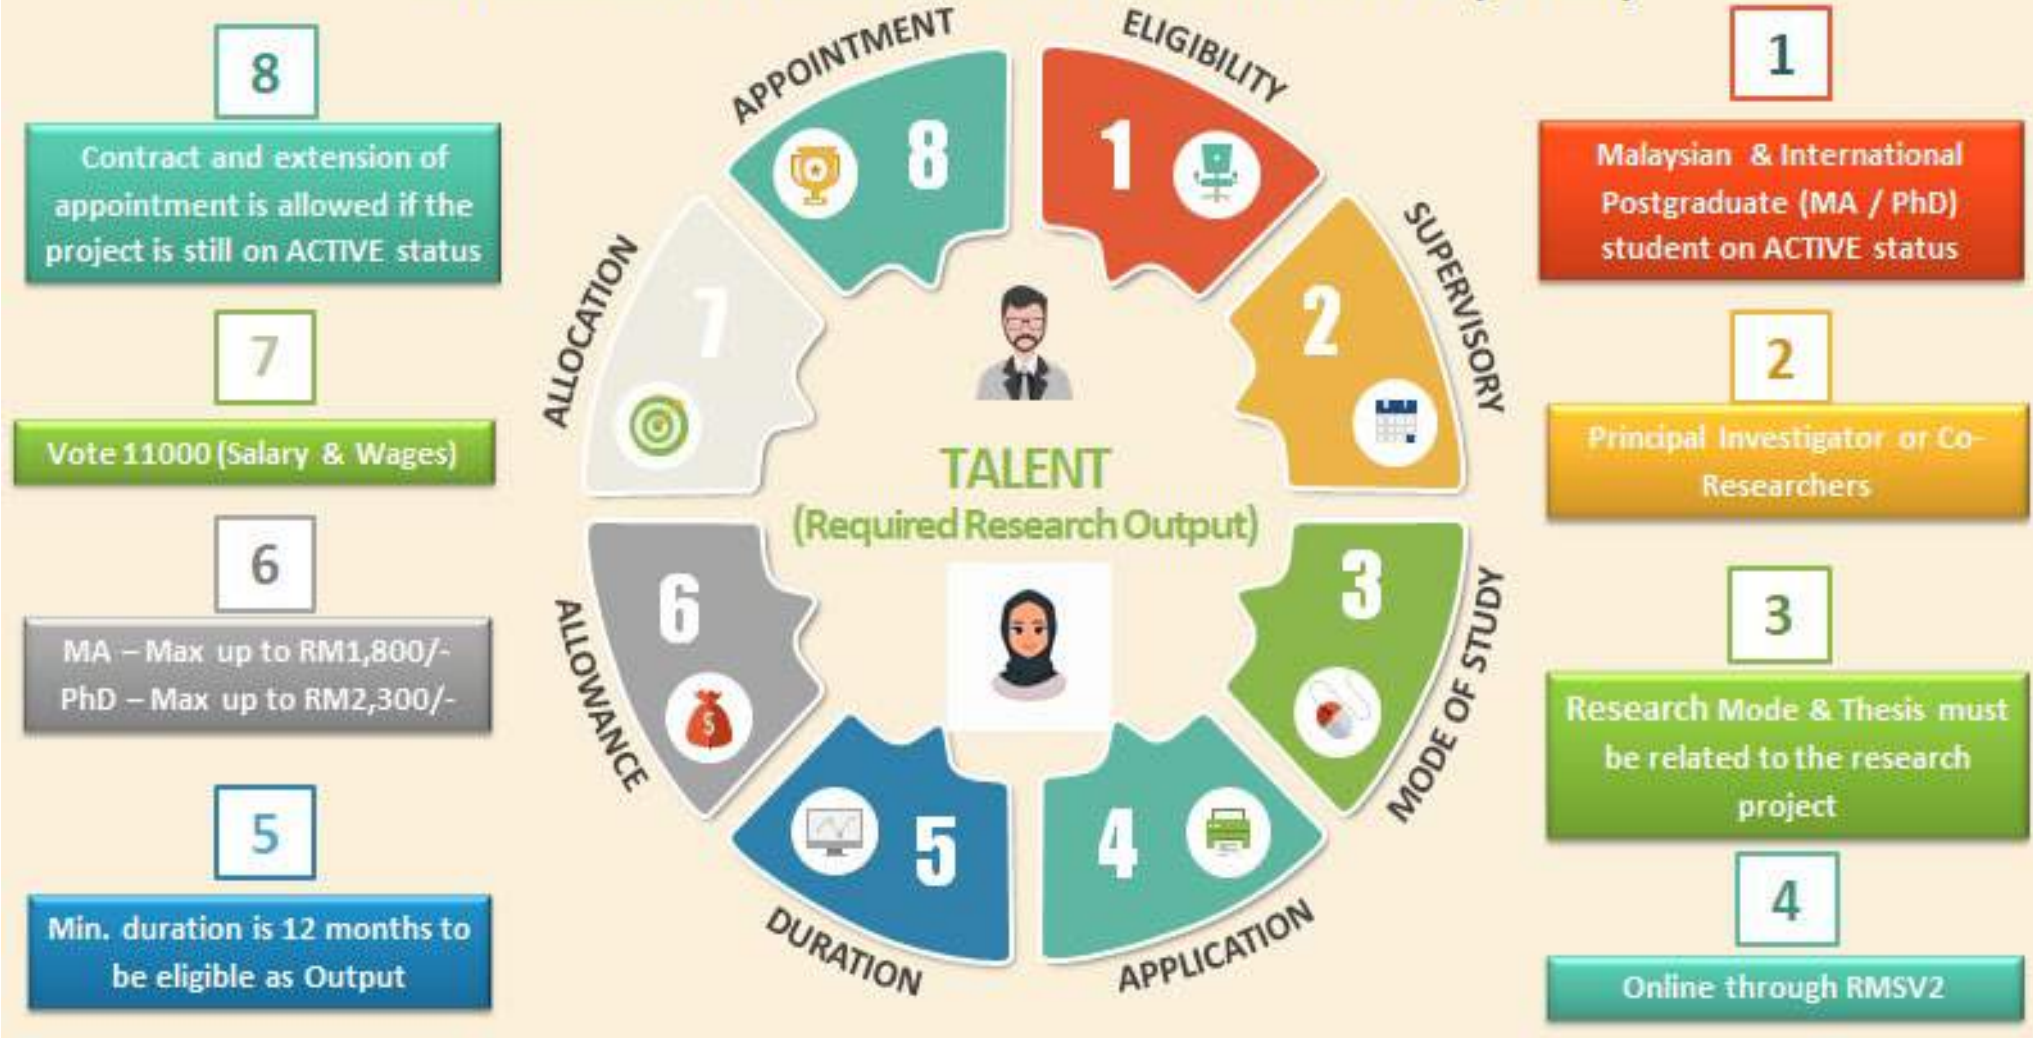 8
Contract and extension of
appointment is allowed if the
project is still on ACTIVE status
7
Vote 11000 (Salary & Wages)
6
MA – Max up to RM1,800/-
PhD – Max up to RM2,300/-
5
Min. duration is 12 months to
be eligible as Output
APPOINTMENT
8
ELIGIBILITY
1
SUPERVISORY
2
MODE OF STUDY
3
APPLICATION
4
DURATION
5
ALLOWANCE
6
ALLOCATION
7
TALENT
(Required Research Output)
1
Malaysian & International
Postgraduate (MA / PhD)
student on ACTIVE status
2
Principal Investigator or Co-
Researchers
3
Research Mode & Thesis must
be related to the research
project
4
Online through RMSV2